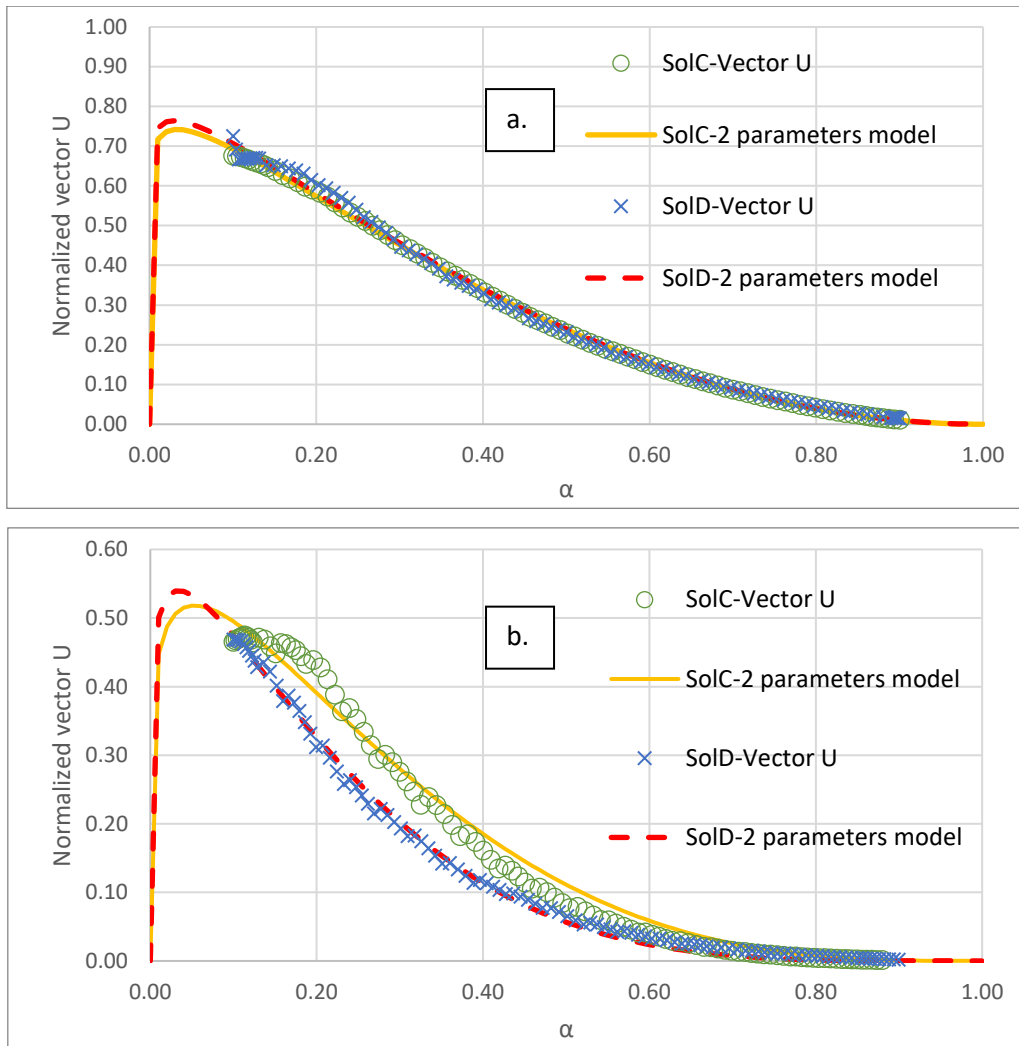 1.00
0.90
0.80
0.70
0.60
0.50
0.40
0.30
0.20
0.10
0.00
Normalized vector U
a.
SolC-Vector U
SolC-2 parameters model
SolD-Vector U
SolD-2 parameters model
0.00 0.20 0.40 0.60 0.80 1.00
α
0.60
0.50
0.40
0.30
0.20
0.10
0.00
Normalized vector U
b.
SolC-Vector U
SolC-2 parameters model
SolD-Vector U
SolD-2 parameters model
0.00 0.20 0.40 0.60 0.80 1.00
α